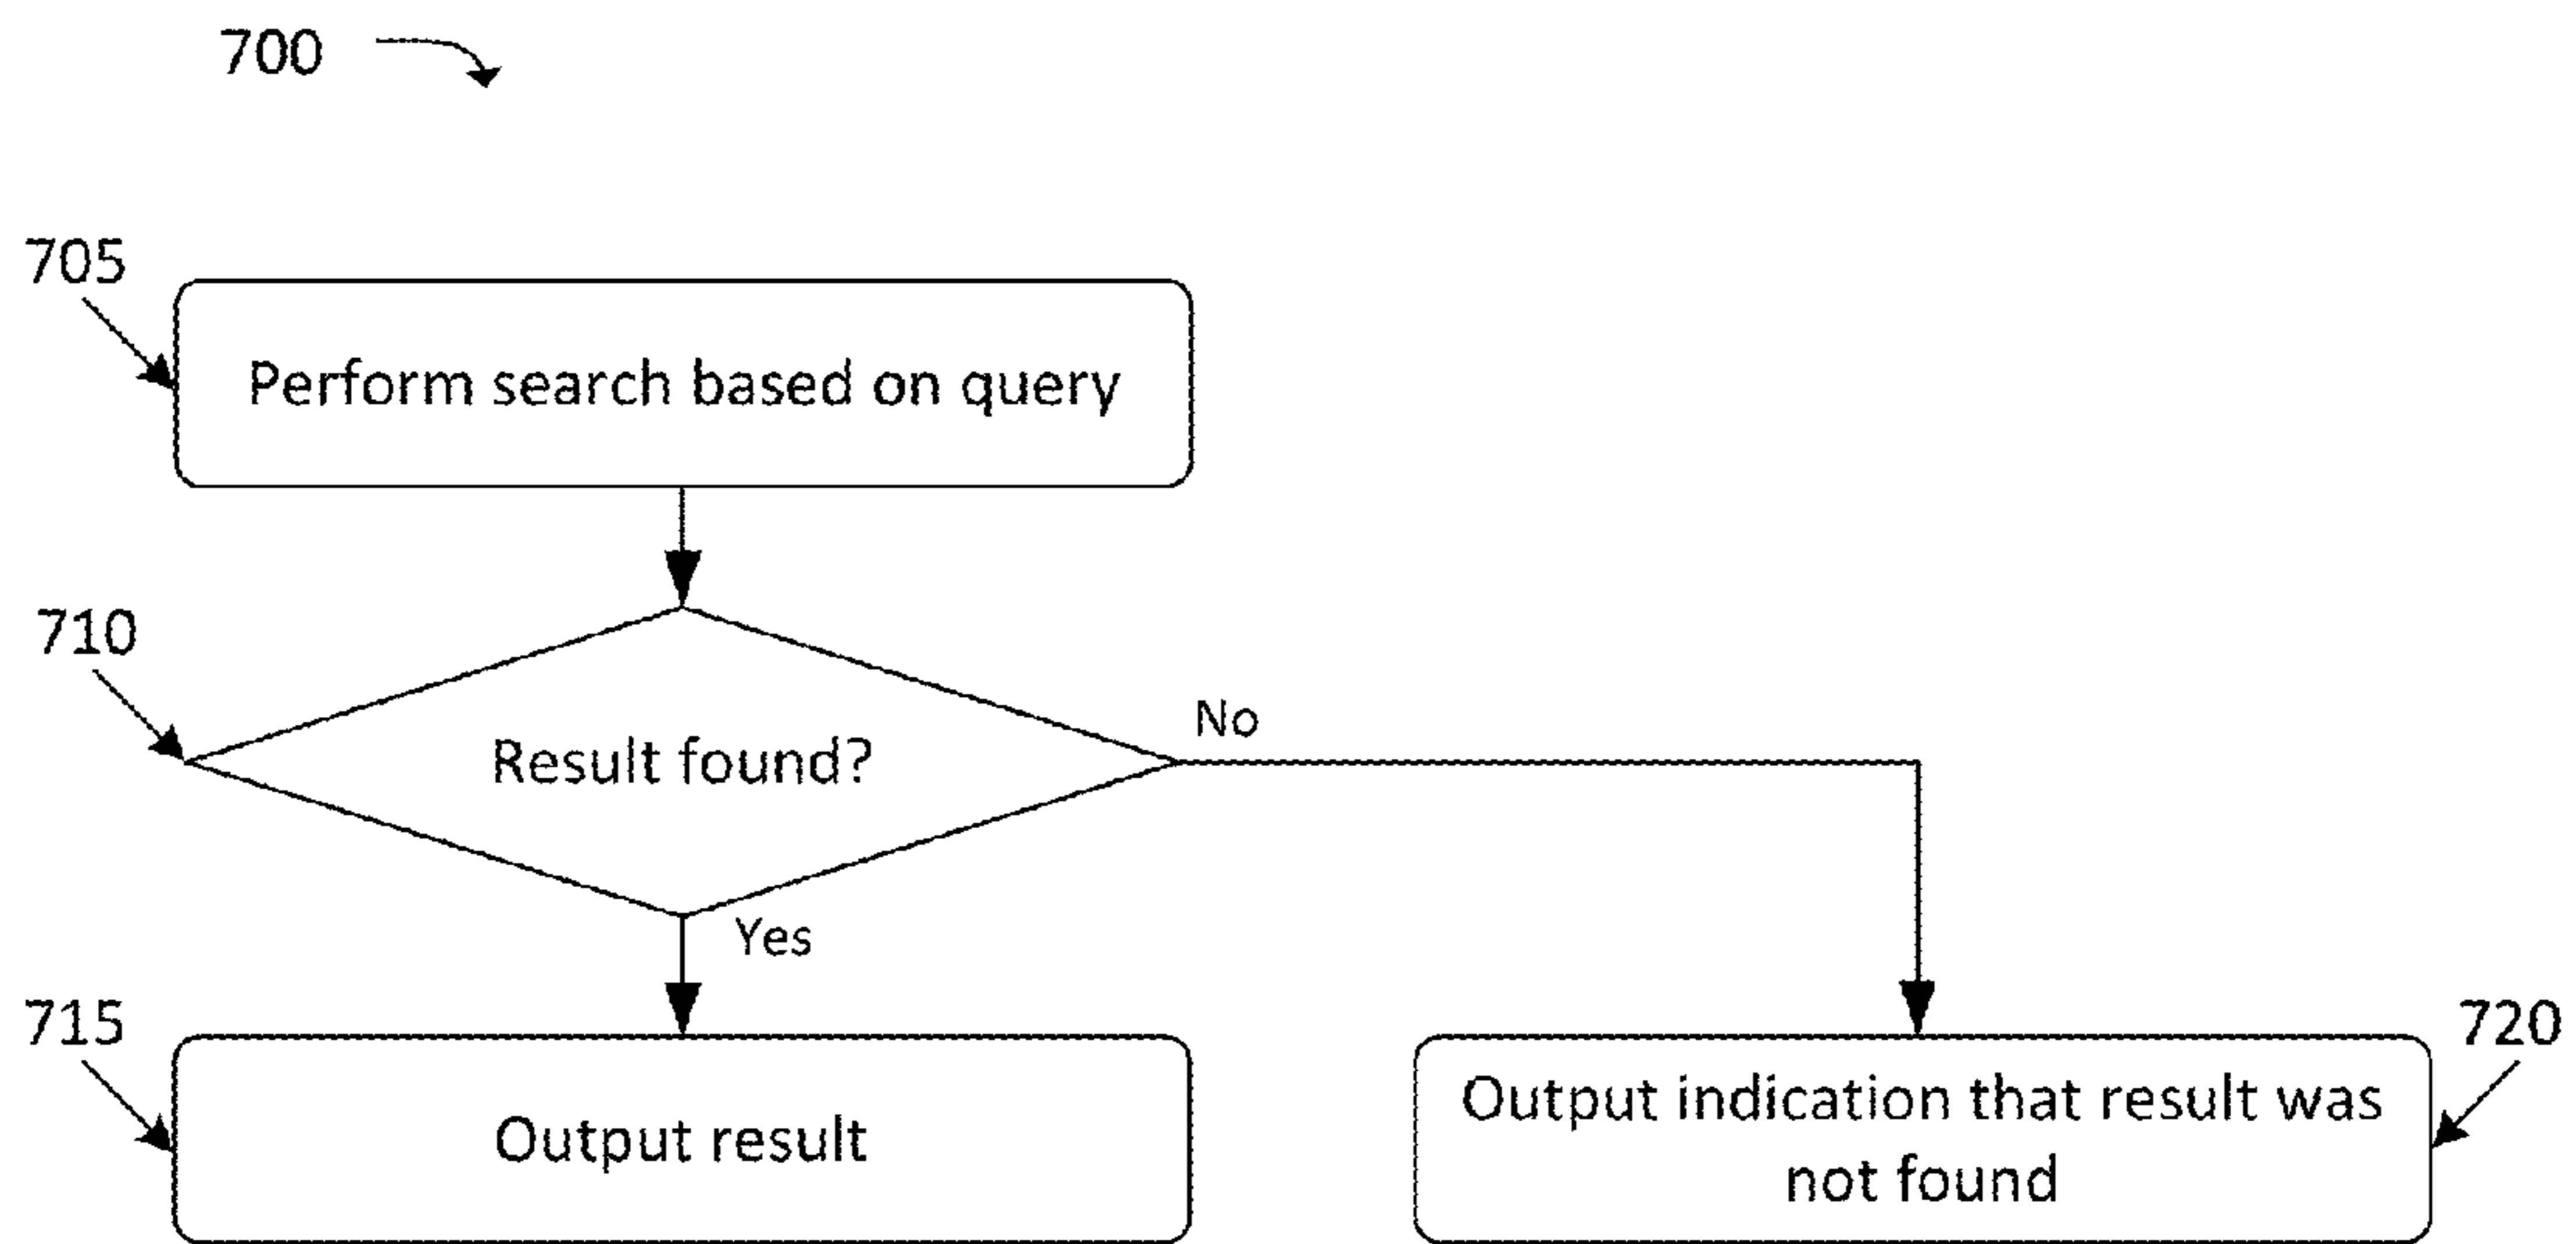 700
705
Perform search based on query
710
Result found?
No
Yes
715
Output result
720
Output indication that result was
not found